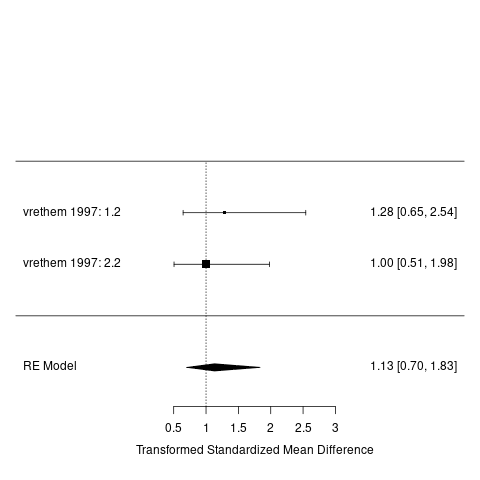 vrethem 1997: 1.2 1.28 [0.65, 2.54]
vrethem 1997: 2.2 1.00 [0.51, 1.98]
RE Model 1.13 [0.70, 1.83]
0.5 1 1.5 2 2.5 3
Transformed Standardized Mean Difference